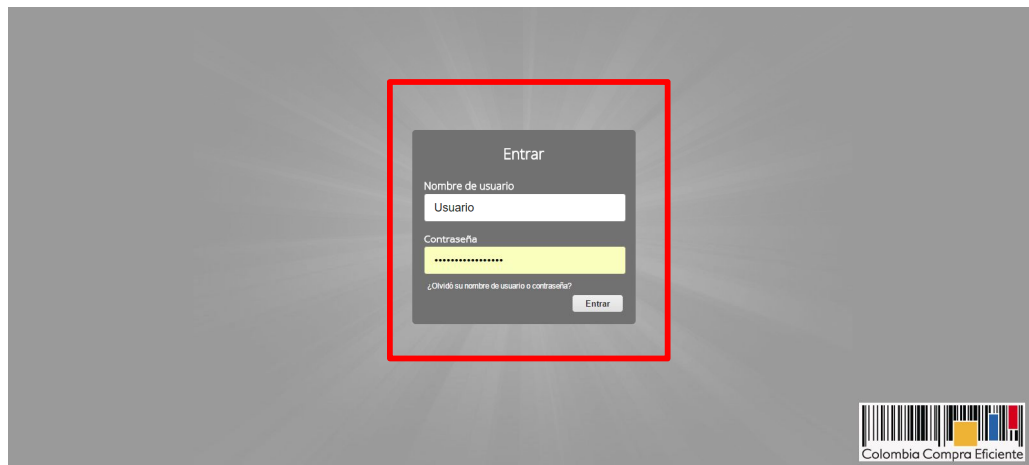 Entrar
Nombre de usuario
Usuario
Contraseña
•••••••••••••••••
¿Olvidó su nombre de usuario o contraseña?
Entrar
Colombia Compra Eficiente